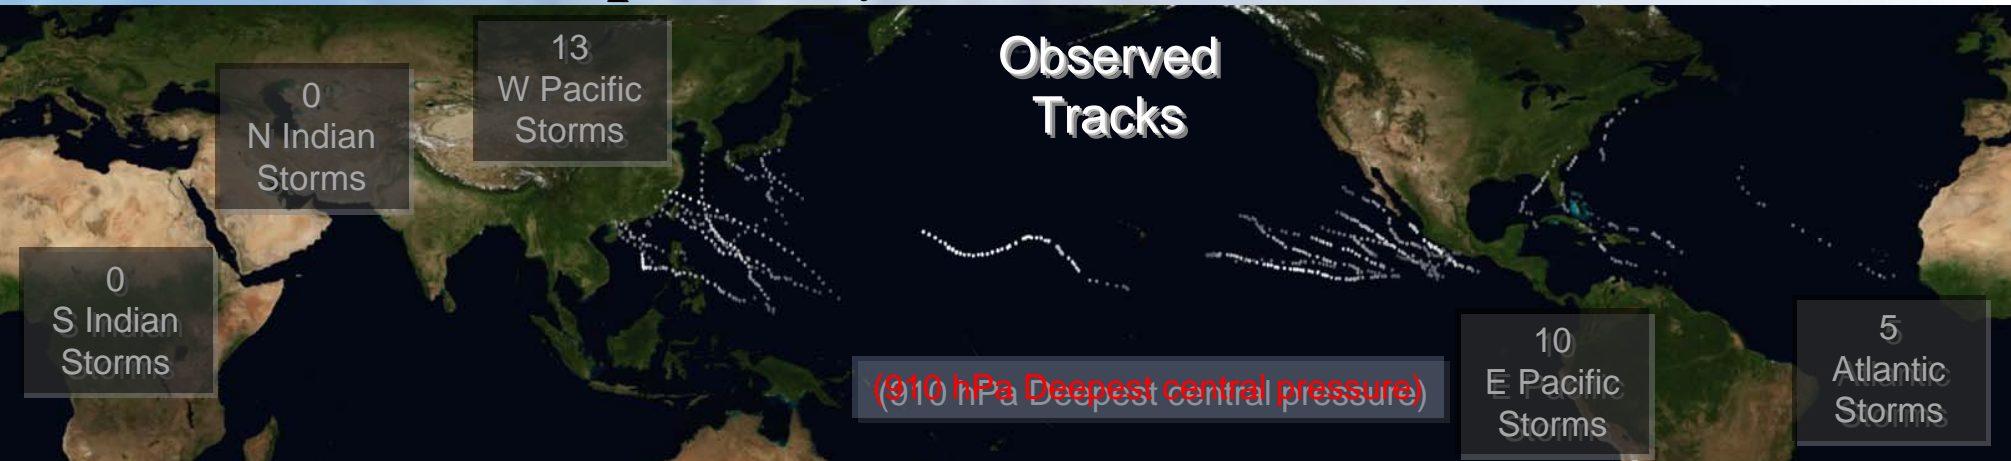 Observed
Tracks
13
W Pacific
Storms
0
N Indian
Storms
0
S Indian
Storms
(910 hPa Deepest central pressure)
10
E Pacific
Storms
5
Atlantic
Storms